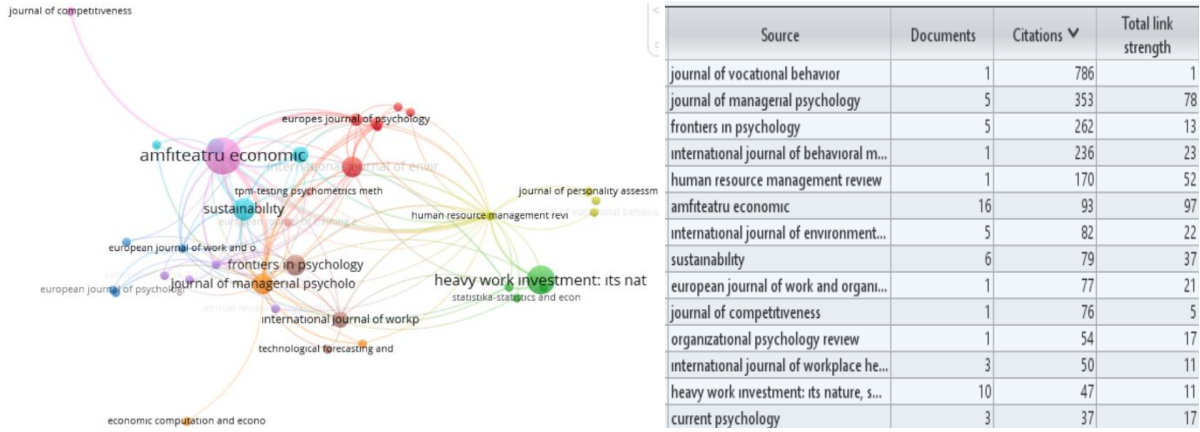 journal of competitiveness
europes journal of psychology
amfiteatru economic
international journal of envir
tpm-testing psychometrics meth
journal of personality assessm
sustainability
human resource management revi
european journal of work and o
frontiers in psychology
journal of managerial psycholo
heavy work investment: its nat
european journal of psychologi
statistika-statistics and econ
international journal of workp
technological forecasting and
economic computation and econo
Source Documents Citations Total link strength
journal of vocational behavior 1 786 1
journal of managerial psychology 5 353 78
frontiers in psychology 5 262 13
international journal of behavioral m... 1 236 23
human resource management review 1 170 52
amfiteatru economic 16 93 97
international journal of environment... 5 82 22
sustainability 6 79 37
european journal of work and organi... 1 77 21
journal of competitiveness 1 76 5
organizational psychology review 1 54 17
international journal of workplace he... 3 50 11
heavy work investment: its nature, s... 10 47 11
current psychology 3 37 17